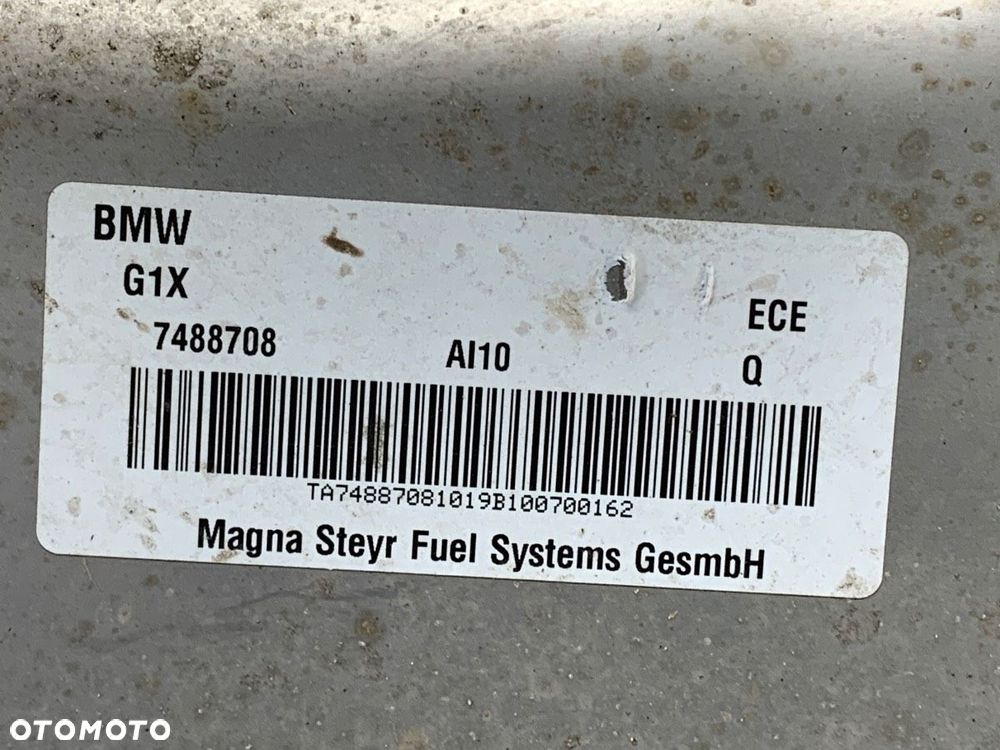 BMW
G1X
ECE
7488708 AI10 Q
TA74887081019B100700162
Magna Steyr Fuel Systems GesmbH
OTOMOTO